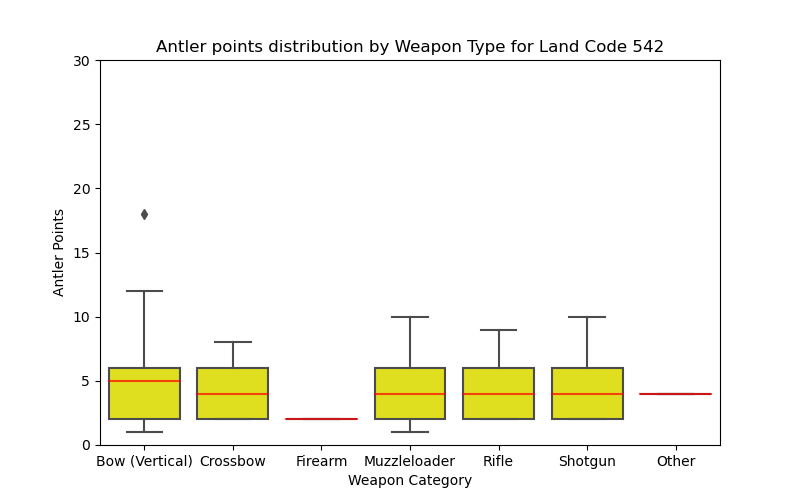 Antler points distribution by Weapon Type for Land Code 542
30
25
20
15
10
5
0
Antler Points
Bow (Vertical) Crossbow Firearm Muzzleloader Rifle Shotgun Other
Weapon Category